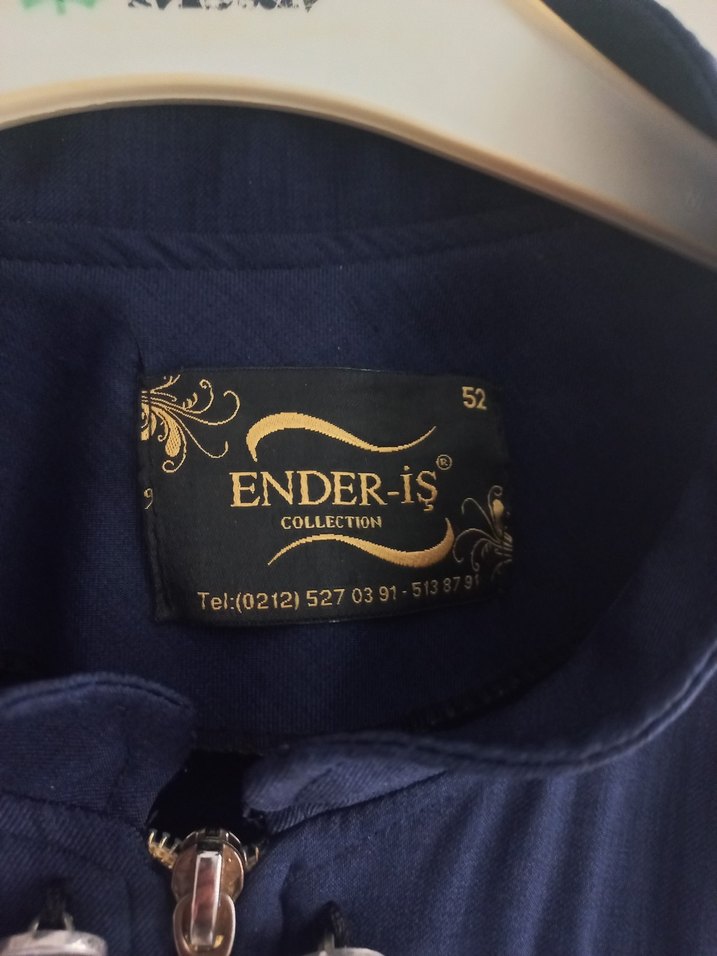 52
ENDER-İŞ®
COLLECTION
Tel:(0212) 527 03 91 - 513 87 91